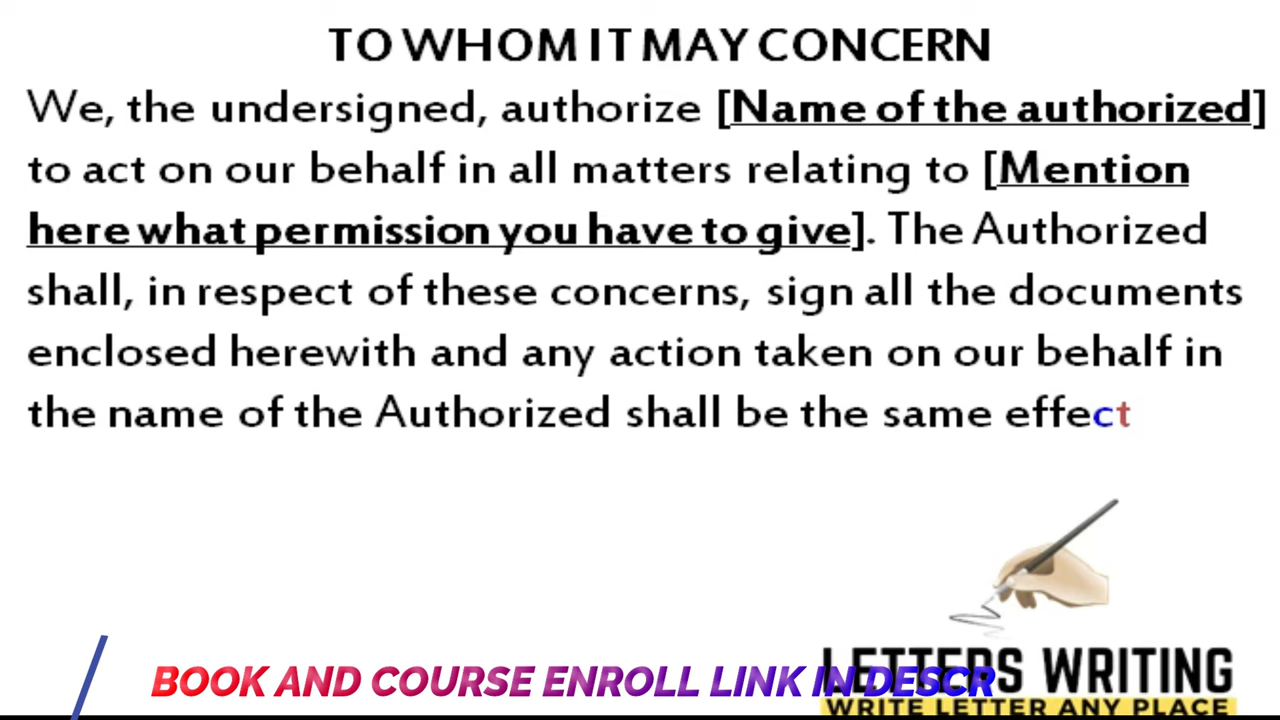 TO WHOM IT MAY CONCERN
We, the undersigned, authorize [Name of the authorized]
to act on our behalf in all matters relating to [Mention
here what permission you have to give]. The Authorized
shall, in respect of these concerns, sign all the documents
enclosed herewith and any action taken on our behalf in
the name of the Authorized shall be the same effect
LETTERS WRITING
BOOK AND COURSE ENROLL LINK IN DESCR
WRITE LETTER ANY PLACE